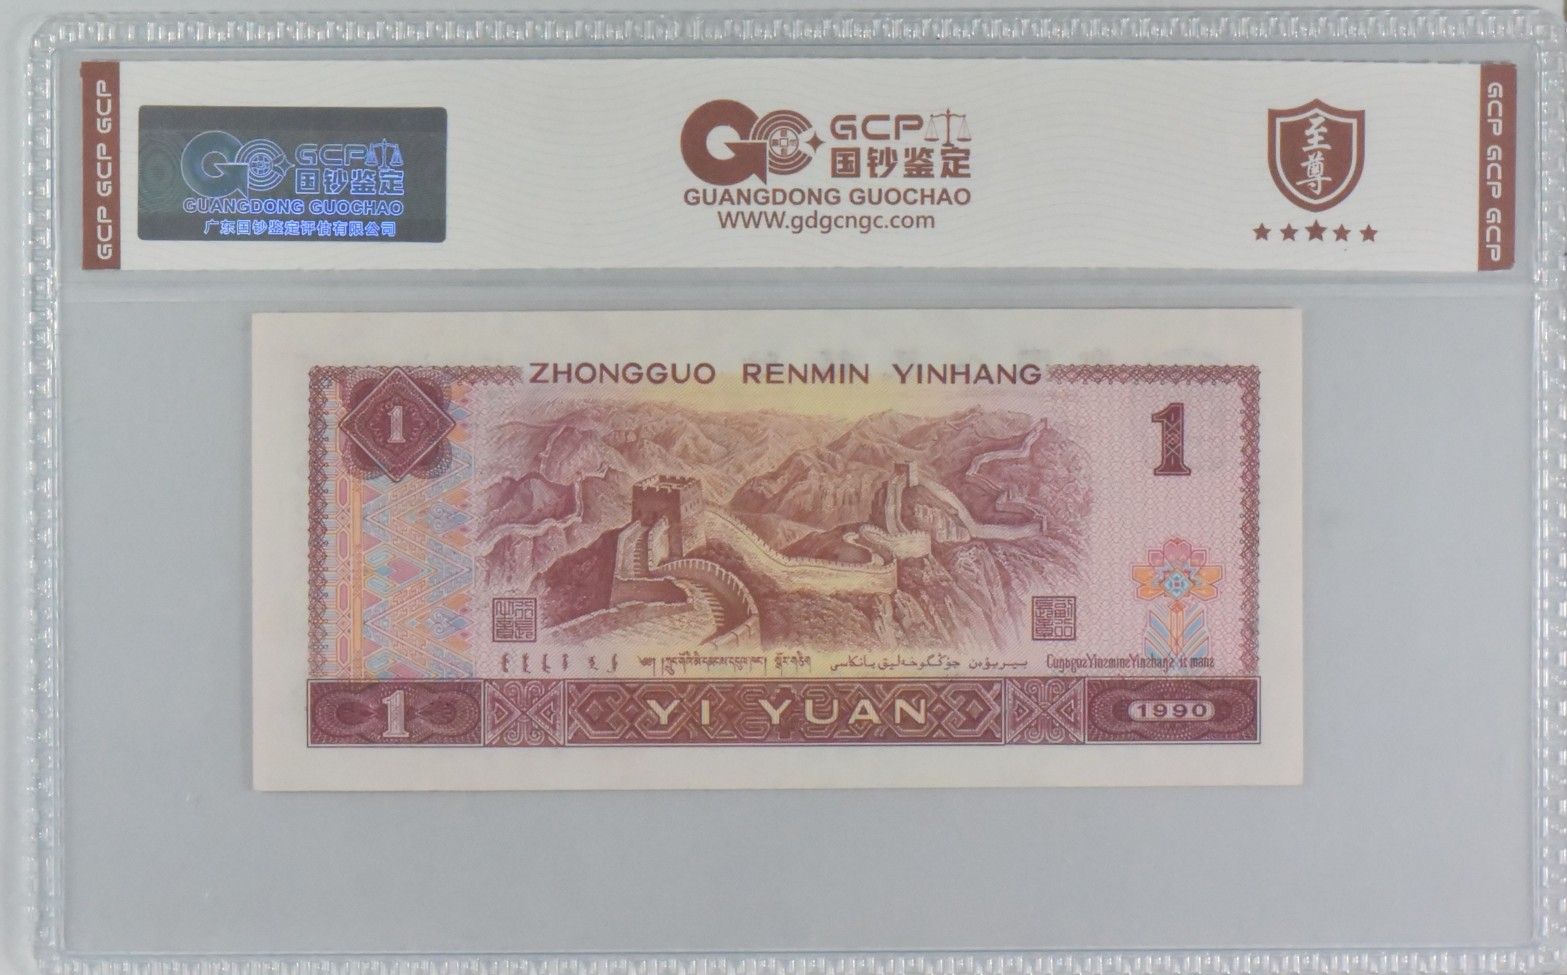 GCP GCP GCP
GCP
国钞鉴定
GUANGDONG GUOCHAO
广东国钞鉴定评估有限公司
GCP
国钞鉴定
GUANGDONG GUOCHAO
WWW.gdgcngc.com
至尊
GCP GCP GCP
ZHONGGUO RENMIN YINHANG
1
1
1
YI YUAN
1990